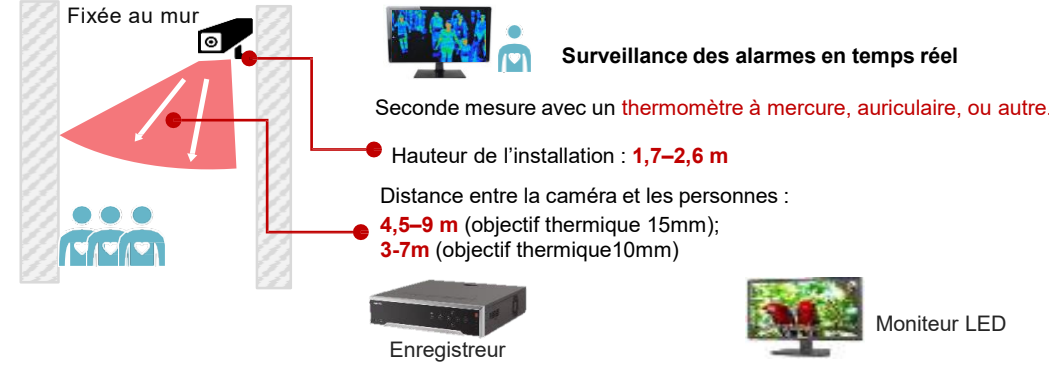 Fixée au mur
Surveillance des alarmes en temps réel
Seconde mesure avec un thermomètre à mercure, auriculaire, ou autre.
Hauteur de l’installation : 1,7–2,6 m
Distance entre la caméra et les personnes :
4,5–9 m (objectif thermique 15mm);
3-7m (objectif thermique10mm)
Enregistreur
Moniteur LED